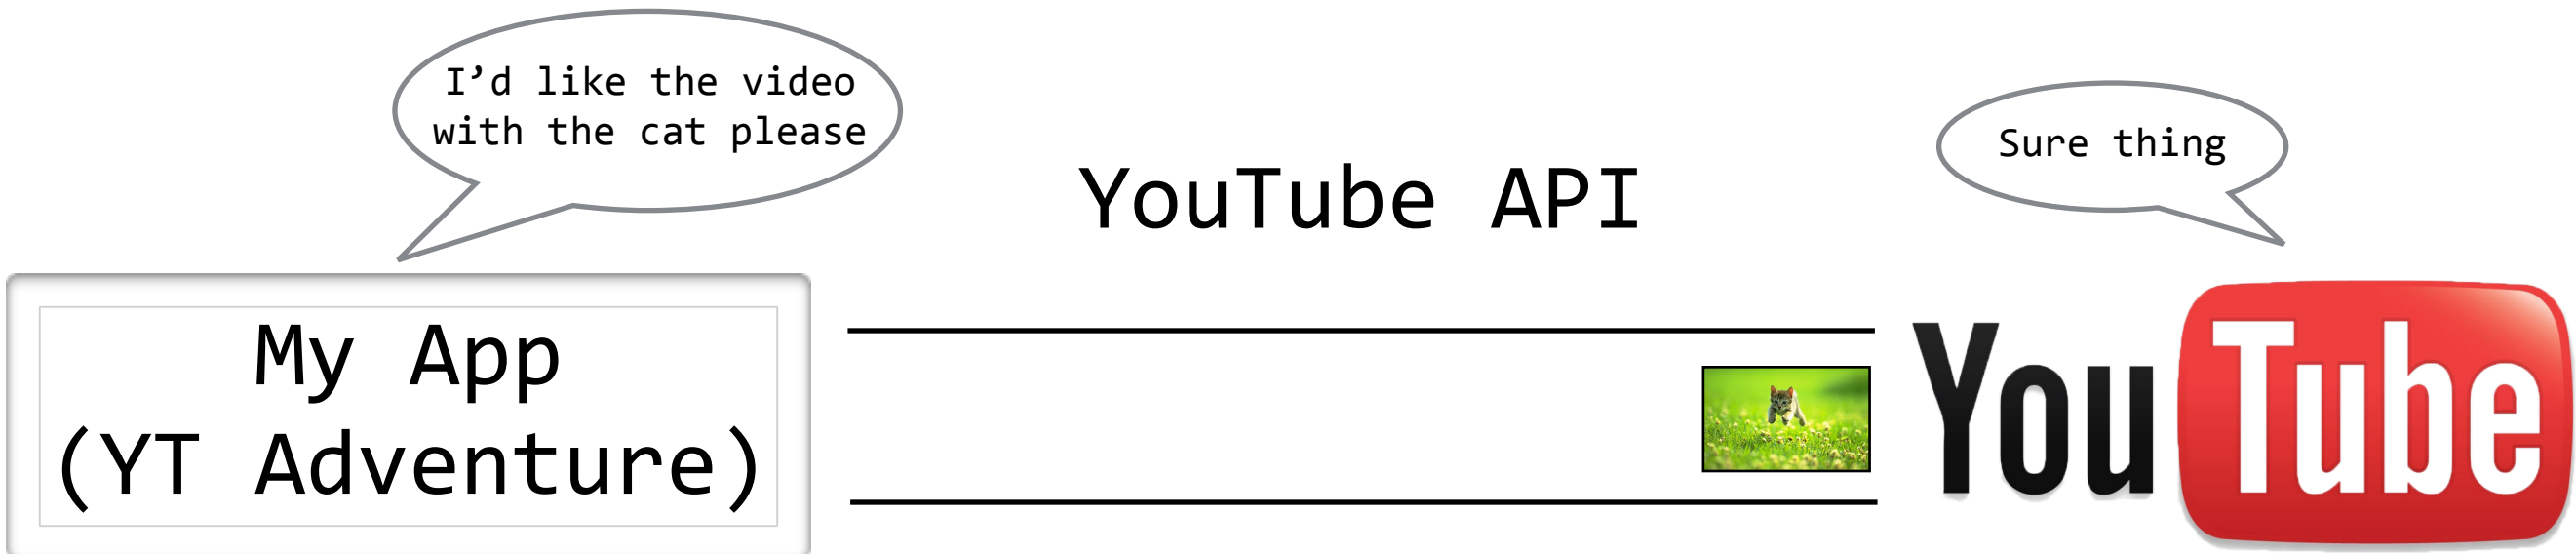 I’d like the video
with the cat please
YouTube API
Sure thing
My App
(YT Adventure)
YouTube